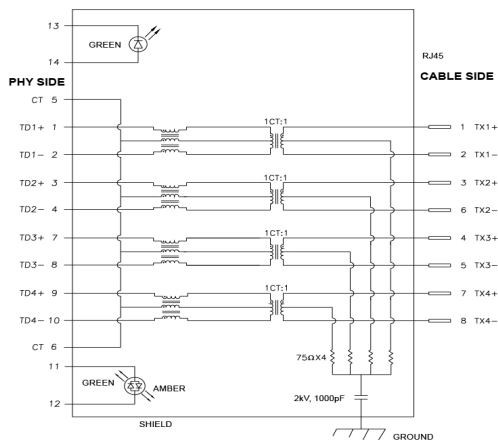 13
GREEN
14
RJ45
PHY SIDE
CABLE SIDE
CT 5
1CT:1
TD1+ 1
1 TX1+
TD1- 2
2 TX1-
1CT:1
TD2+ 3
3 TX2+
TD2- 4
6 TX2-
1CT:1
TD3+ 7
4 TX3+
TD3- 8
5 TX3-
1CT:1
TD4+ 9
7 TX4+
TD4- 10
8 TX4-
CT 6
75ΩX4
11
GREEN
AMBER
12
2kV, 1000pF
SHIELD
GROUND